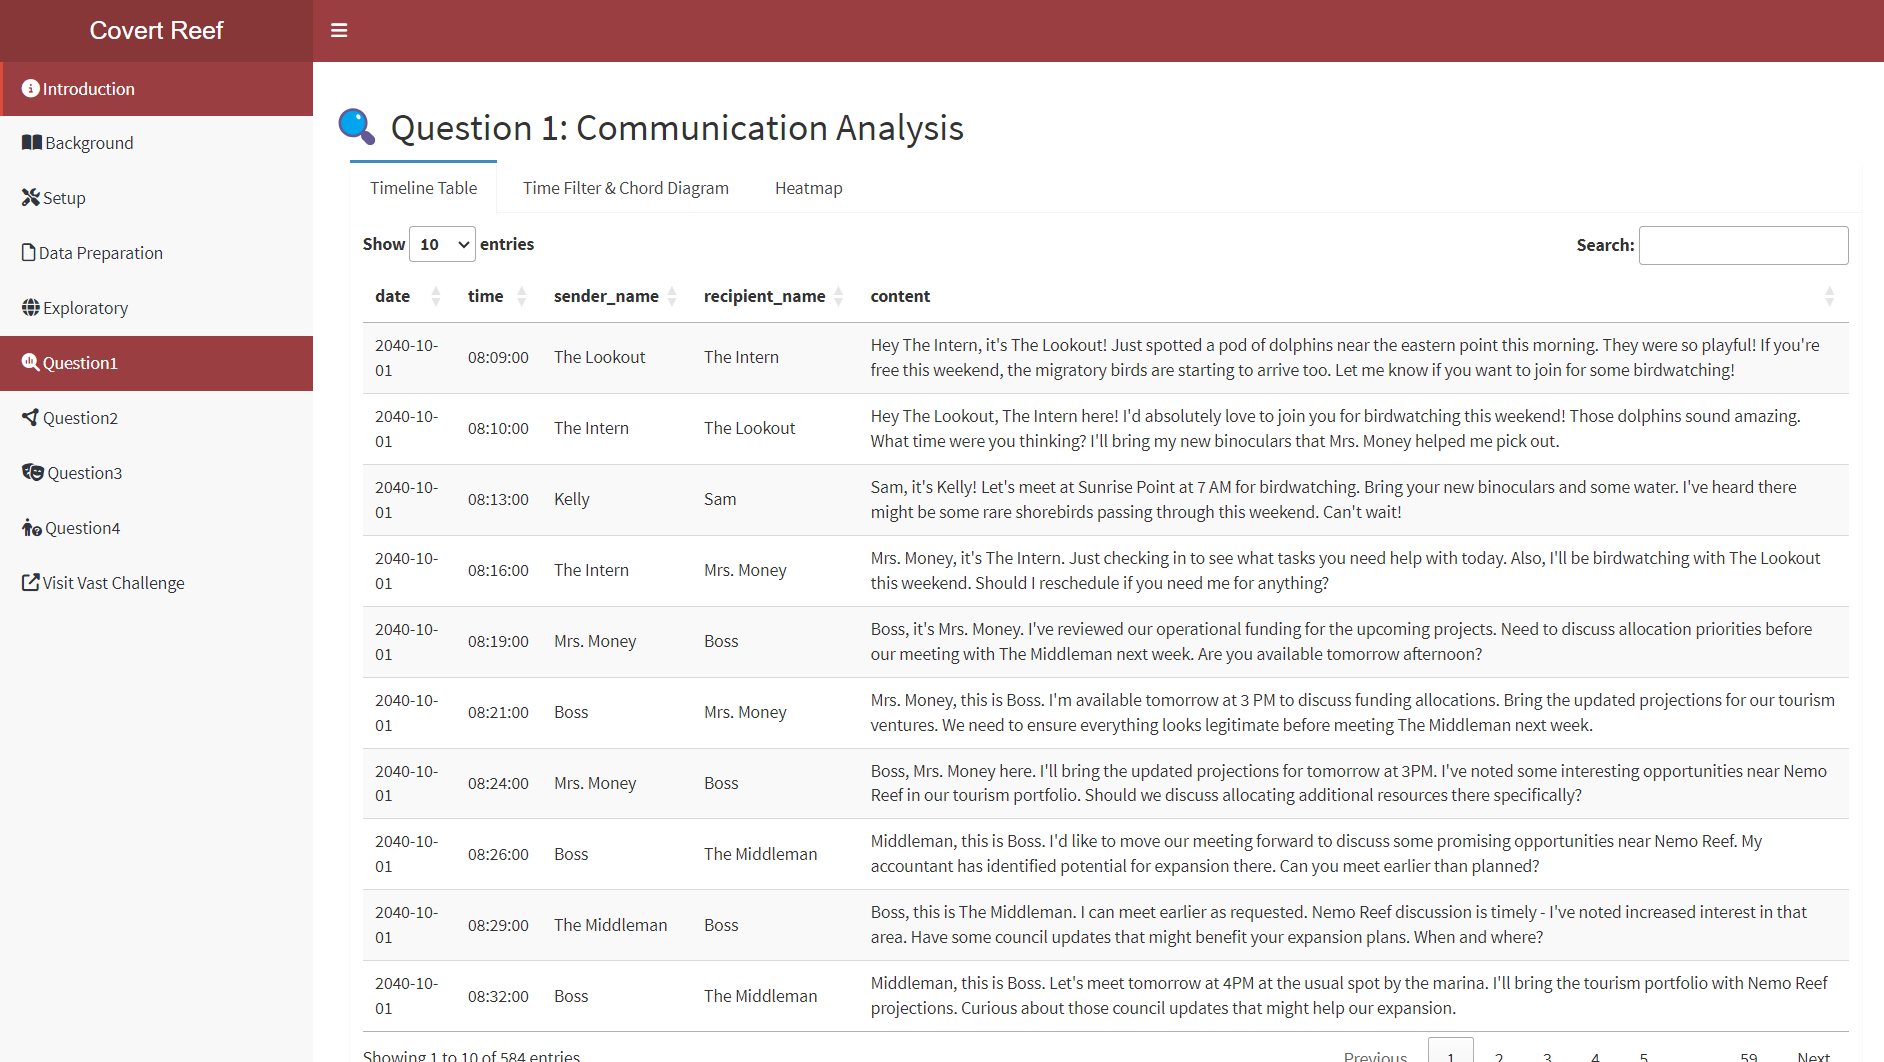 Covert Reef
Introduction
Background
Setup
Data Preparation
Exploratory
Question1
Question2
Question3
Question4
Visit Vast Challenge
Question 1: Communication Analysis
Timeline Table Time Filter & Chord Diagram Heatmap
Show 10 entries Search:
date time sender_name recipient_name content
2040-10-01 08:09:00 The Lookout The Intern Hey The Intern, it's The Lookout! Just spotted a pod of dolphins near the eastern point this morning. They were so playful! If you're
free this weekend, the migratory birds are starting to arrive too. Let me know if you want to join for some birdwatching!
2040-10-01 08:10:00 The Intern The Lookout Hey The Lookout, The Intern here! I'd absolutely love to join you for birdwatching this weekend! Those dolphins sound amazing.
What time were you thinking? I'll bring my new binoculars that Mrs. Money helped me pick out.
2040-10-01 08:13:00 Kelly Sam Sam, it's Kelly! Let's meet at Sunrise Point at 7 AM for birdwatching. Bring your new binoculars and some water. I've heard there
might be some rare shorebirds passing through this weekend. Can't wait!
2040-10-01 08:16:00 The Intern Mrs. Money Mrs. Money, it's The Intern. Just checking in to see what tasks you need help with today. Also, I'll be birdwatching with The Lookout
this weekend. Should I reschedule if you need me for anything?
2040-10-01 08:19:00 Mrs. Money Boss Boss, it's Mrs. Money. I've reviewed our operational funding for the upcoming projects. Need to discuss allocation priorities before
our meeting with The Middleman next week. Are you available tomorrow afternoon?
2040-10-01 08:21:00 Boss Mrs. Money Mrs. Money, this is Boss. I'm available tomorrow at 3 PM to discuss funding allocations. Bring the updated projections for our tourism
ventures. We need to ensure everything looks legitimate before meeting The Middleman next week.
2040-10-01 08:24:00 Mrs. Money Boss Boss, Mrs. Money here. I'll bring the updated projections for tomorrow at 3PM. I've noted some interesting opportunities near Nemo
Reef in our tourism portfolio. Should we discuss allocating additional resources there specifically?
2040-10-01 08:26:00 Boss The Middleman Middleman, this is Boss. I'd like to move our meeting forward to discuss some promising opportunities near Nemo Reef. My
accountant has identified potential for expansion there. Can you meet earlier than planned?
2040-10-01 08:29:00 The Middleman Boss Boss, this is The Middleman. I can meet earlier as requested. Nemo Reef discussion is timely - I've noted increased interest in that
area. Have some council updates that might benefit your expansion plans. When and where?
2040-10-01 08:32:00 Boss The Middleman Middleman, this is Boss. Let's meet tomorrow at 4PM at the usual spot by the marina. I'll bring the tourism portfolio with Nemo Reef
projections. Curious about those council updates that might help our expansion.
Showing 1 to 10 of 584 entries Previous 1 2 3 4 5 59 Next